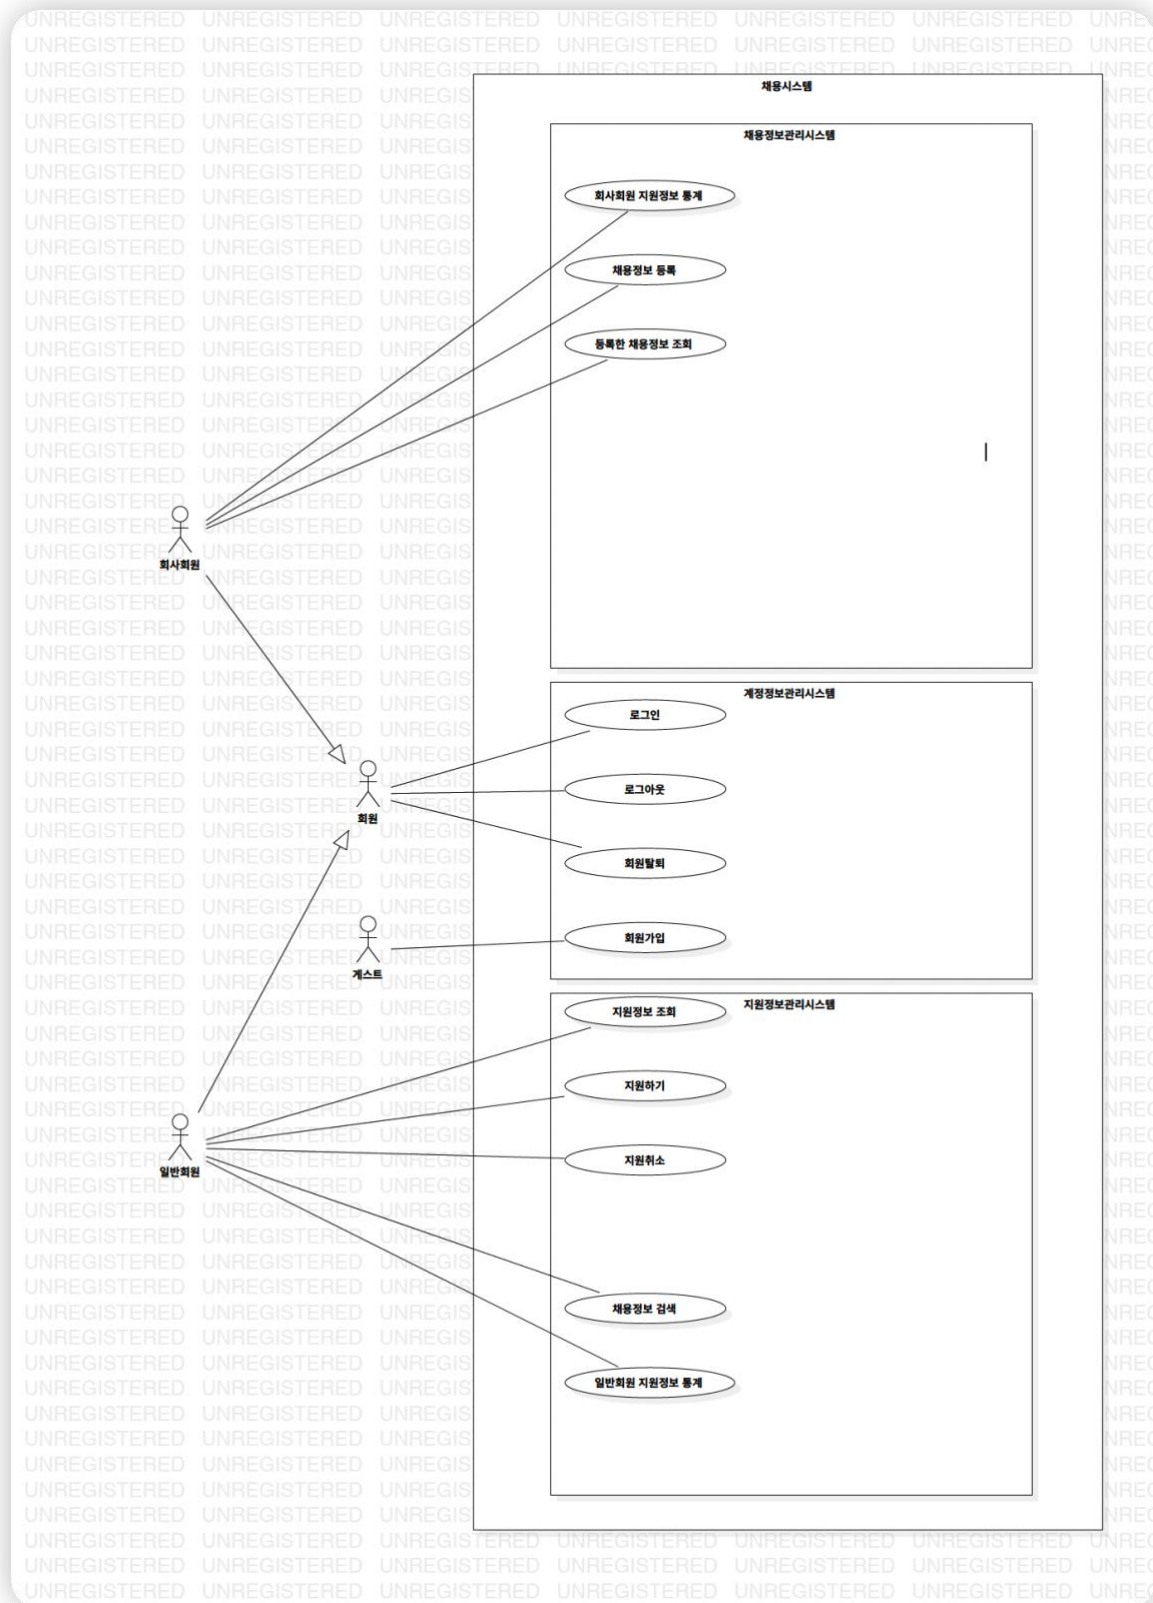 UNREGISTERED UNREGISTERED UNREGISTERED UNREGISTERED UNREGISTERED UNREGISTERED
채용시스템
채용정보관리시스템
회사회원 지원정보 통계
채용정보 등록
등록한 채용정보 조회
회사회원
계정정보관리시스템
로그인
로그아웃
회원
회원탈퇴
회원가입
게스트
지원정보관리시스템
지원정보 조회
지원하기
지원취소
일반회원
채용정보 검색
일반회원 지원정보 통계